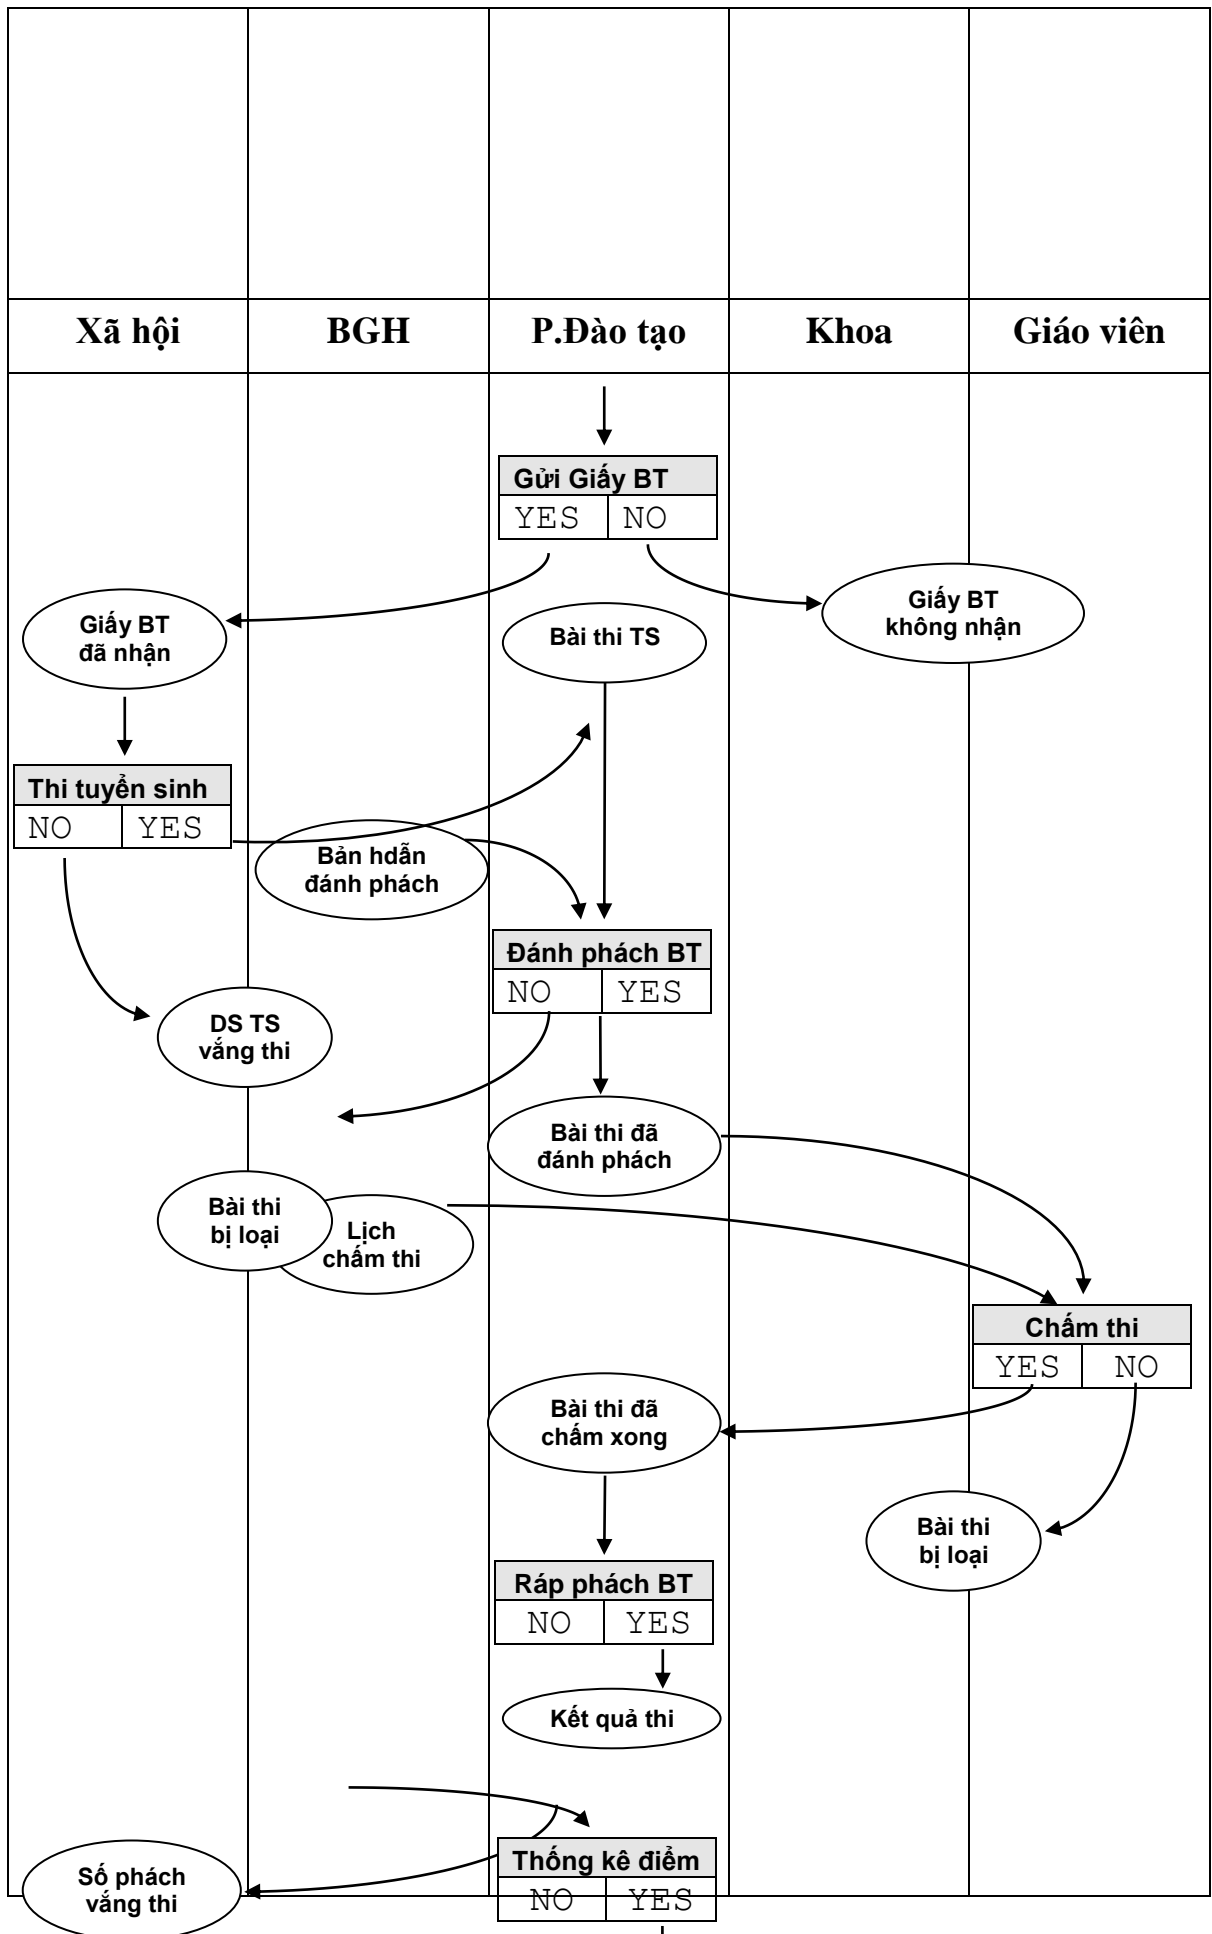 Xã hội BGH P.Đào tạo Khoa Giáo viên
Gửi Giấy BT
YES NO
Giấy BT
đã nhận
Bài thi TS
Giấy BT
không nhận
Thi tuyển sinh
NO YES
Bản hdẫn
đánh phách
Đánh phách BT
NO YES
DS TS
vắng thi
Bài thi đã
đánh phách
Bài thi
bị loại
Lịch
chấm thi
Chấm thi
YES NO
Bài thi đã
chấm xong
Bài thi
bị loại
Ráp phách BT
NO YES
Kết quả thi
Thống kê điểm
NO YES
Số phách
vắng thi